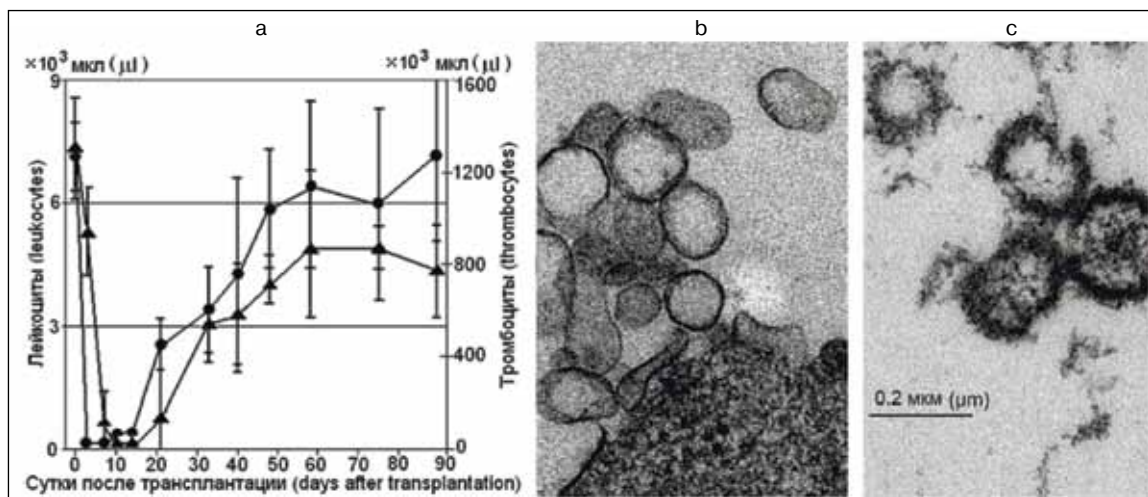 a
b
c
×10³ мкл (μl)
×10³ мкл (μl)
9
6
3
0
1600
1200
800
400
0
Лейкоциты (leukocytes)
Тромбоциты (thrombocytes)
0 10 20 30 40 50 60 70 80 90
Сутки после трансплантации (days after transplantation)
0.2 мкм (μm)